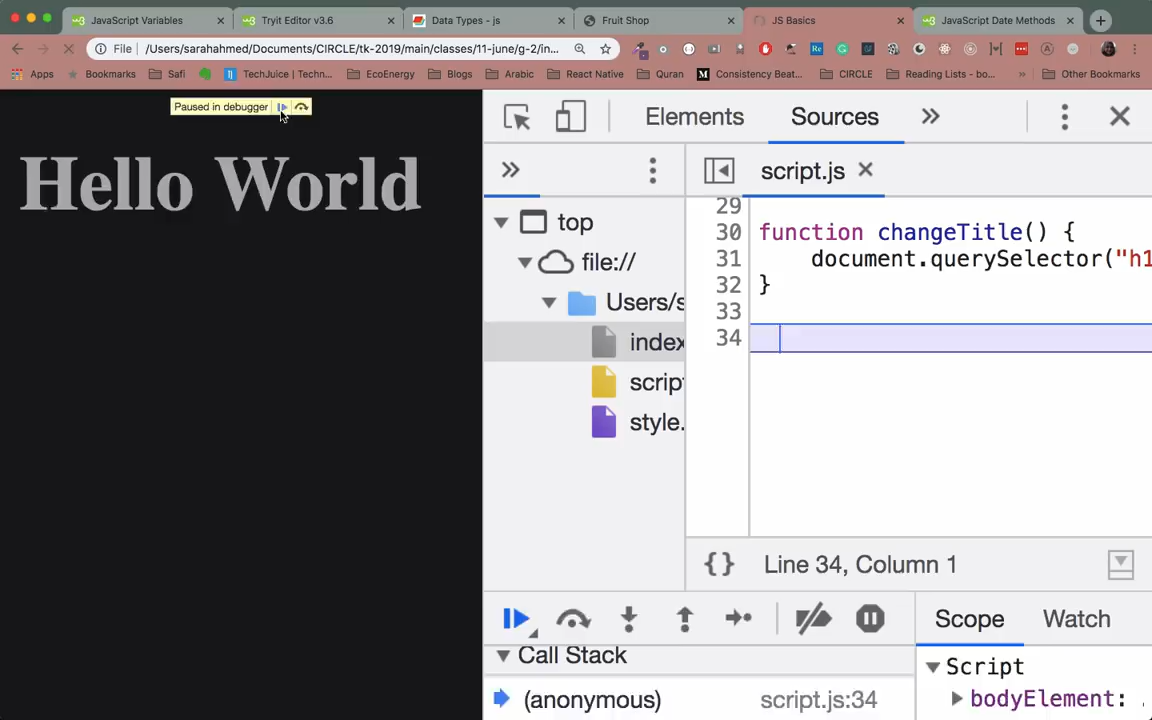 JavaScript Variables
Tryit Editor v3.6
Data Types - js
Fruit Shop
JS Basics
JavaScript Date Methods
File
/Users/sarahahmed/Documents/CIRCLE/tk-2019/main/classes/11-june/g-2/in...
Apps
Bookmarks
Safi
TechJuice | Techn...
EcoEnergy
Blogs
Arabic
React Native
Quran
Consistency Beat...
CIRCLE
Reading Lists - bo...
»
Other Bookmarks
Paused in debugger
Hello World
Elements
Sources
»
»
script.js
top
file://
Users/s
index
script
style.
29
30 function changeTitle() {
31 document.querySelector("h1
32 }
33
34
{} Line 34, Column 1
Scope
Watch
Call Stack
(anonymous) script.js:34
Script
bodyElement: .